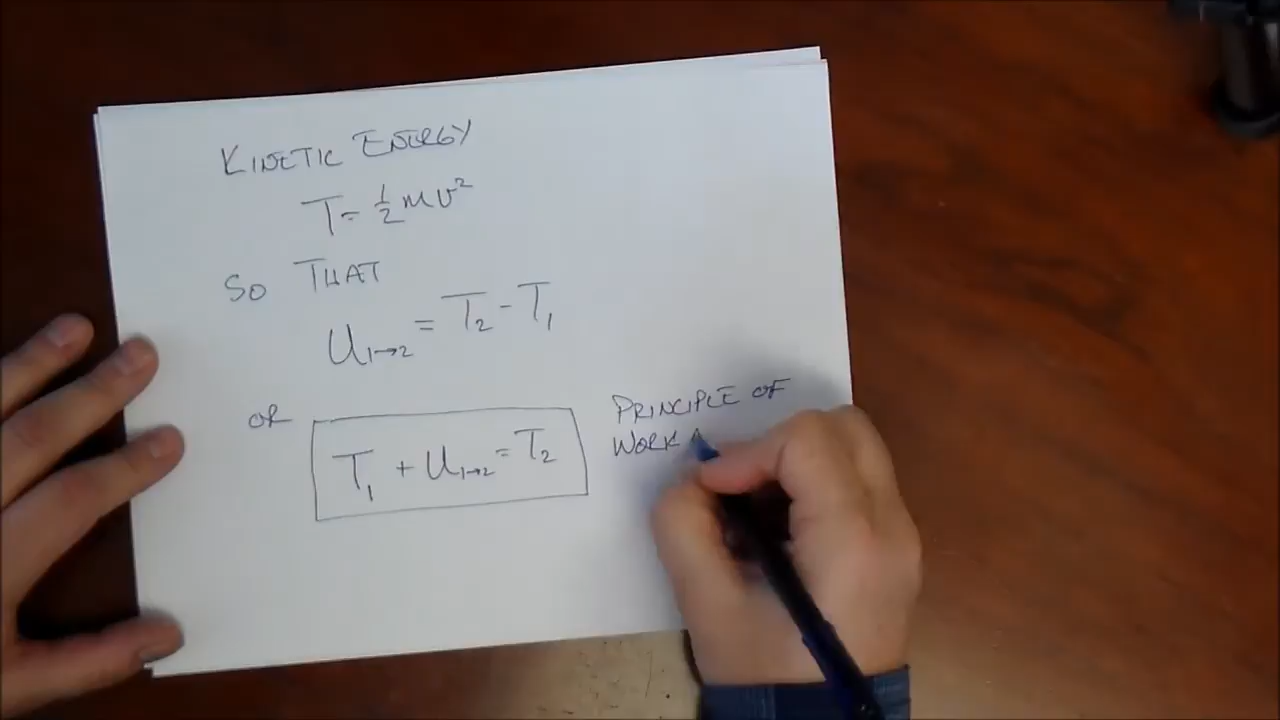 KINETIC ENERGY
T = 1/2 mv²
SO THAT
U₁→₂ = T₂ - T₁
OR
T₁ + U₁→₂ = T₂
PRINCIPLE OF
WORK